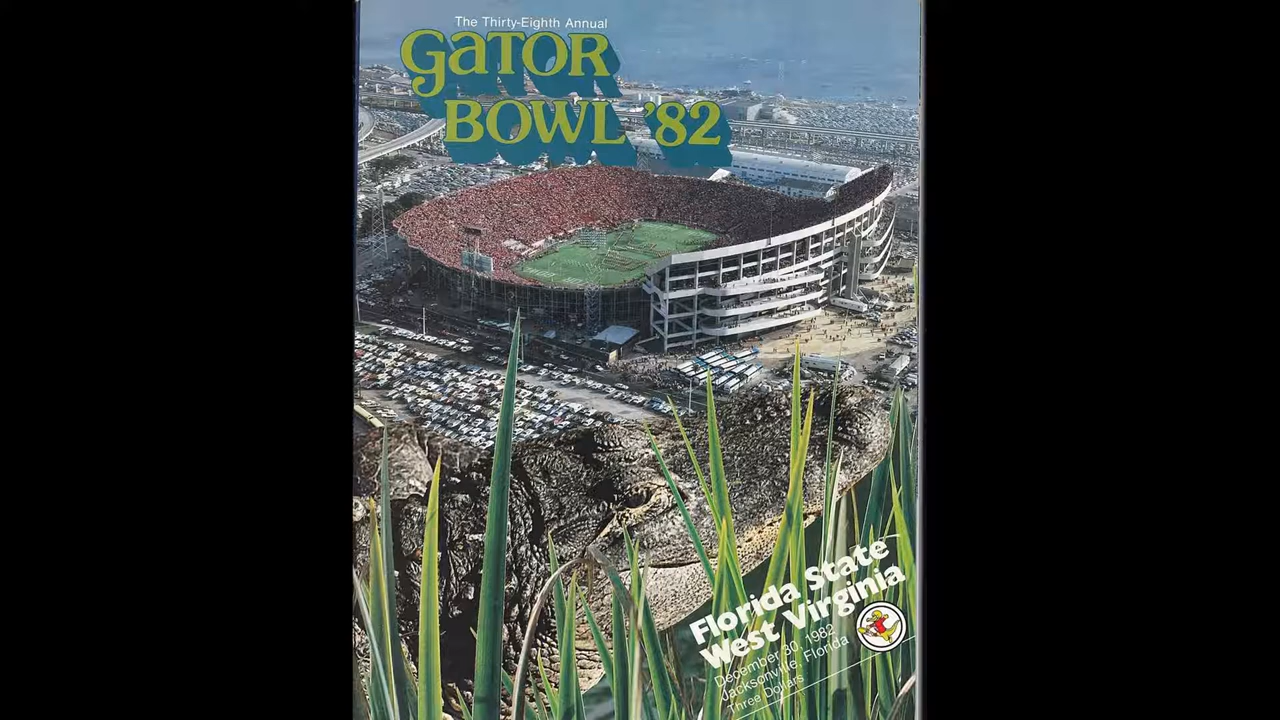 The Thirty-Eighth Annual
GaTOR
BOWL '82
Florida State
West Virginia
December 30, 1982
Jacksonville, Florida
Three Dollars